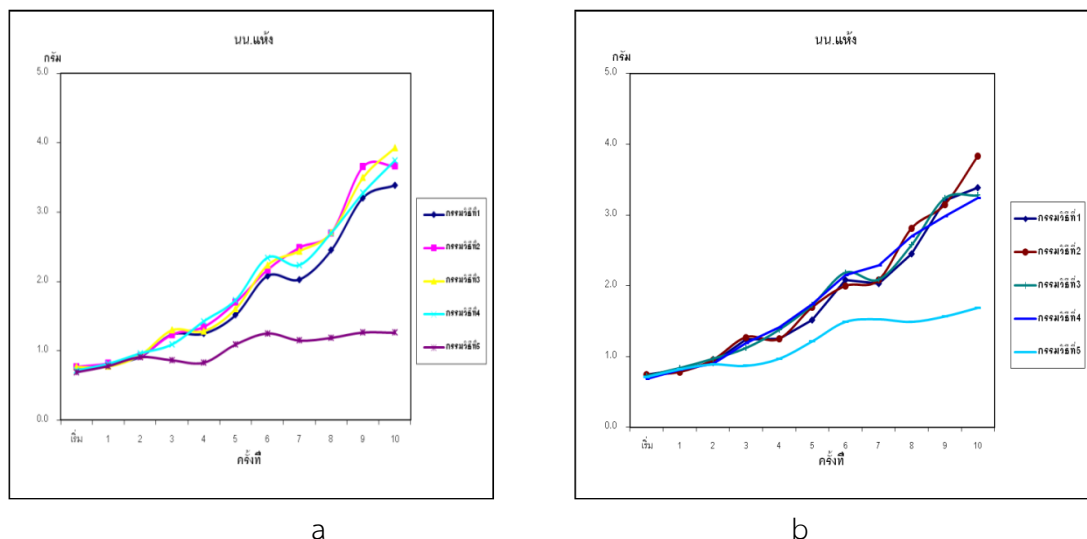 นน.แห้ง
กรัม
5.0
4.0
3.0
2.0
1.0
0.0
เริ่ม 1 2 3 4 5 6 7 8 9 10
ครั้งที่
กรรมวิธีที่1
กรรมวิธีที่2
กรรมวิธีที่3
กรรมวิธีที่4
กรรมวิธีที่5
a
นน.แห้ง
กรัม
5.0
4.0
3.0
2.0
1.0
0.0
เริ่ม 1 2 3 4 5 6 7 8 9 10
ครั้งที่
กรรมวิธีที่1
กรรมวิธีที่2
กรรมวิธีที่3
กรรมวิธีที่4
กรรมวิธีที่5
b